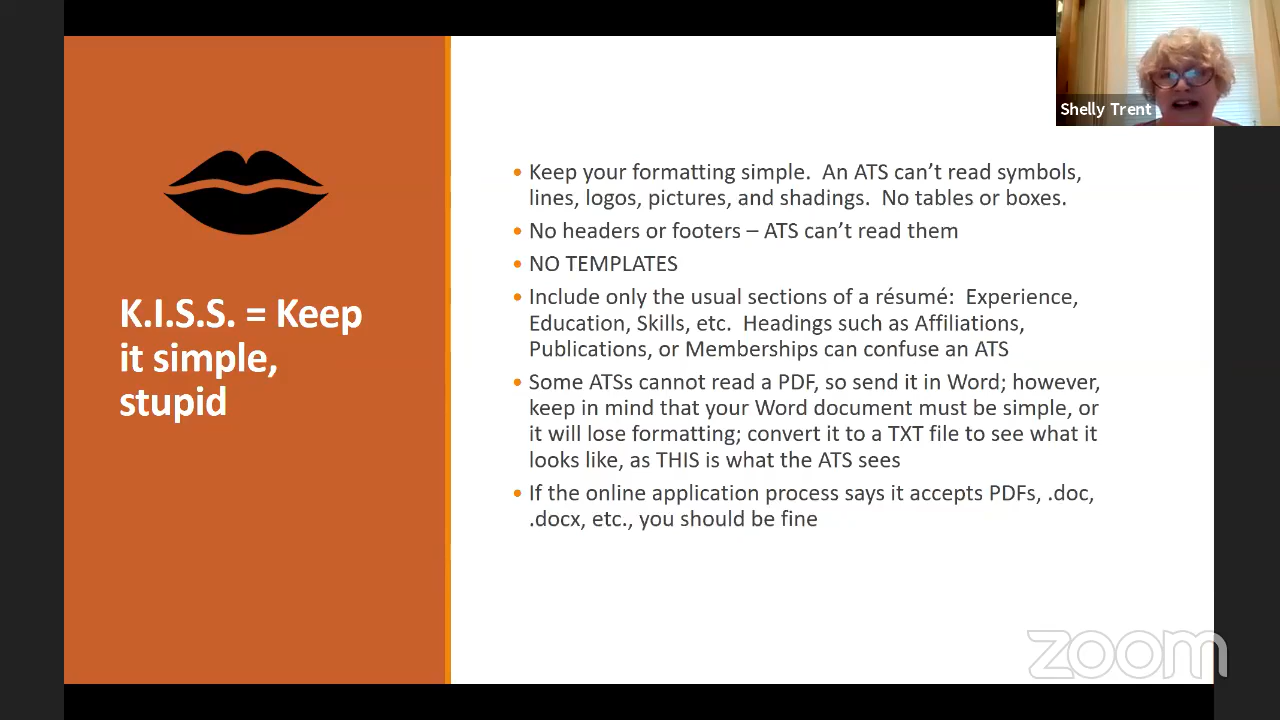 Shelly Trent
K.I.S.S. = Keep
it simple,
stupid
• Keep your formatting simple.  An ATS can’t read symbols,
lines, logos, pictures, and shadings.  No tables or boxes.
• No headers or footers – ATS can’t read them
• NO TEMPLATES
• Include only the usual sections of a résumé:  Experience,
Education, Skills, etc.  Headings such as Affiliations,
Publications, or Memberships can confuse an ATS
• Some ATSs cannot read a PDF, so send it in Word; however,
keep in mind that your Word document must be simple, or
it will lose formatting; convert it to a TXT file to see what it
looks like, as THIS is what the ATS sees
• If the online application process says it accepts PDFs, .doc,
.docx, etc., you should be fine
zoom